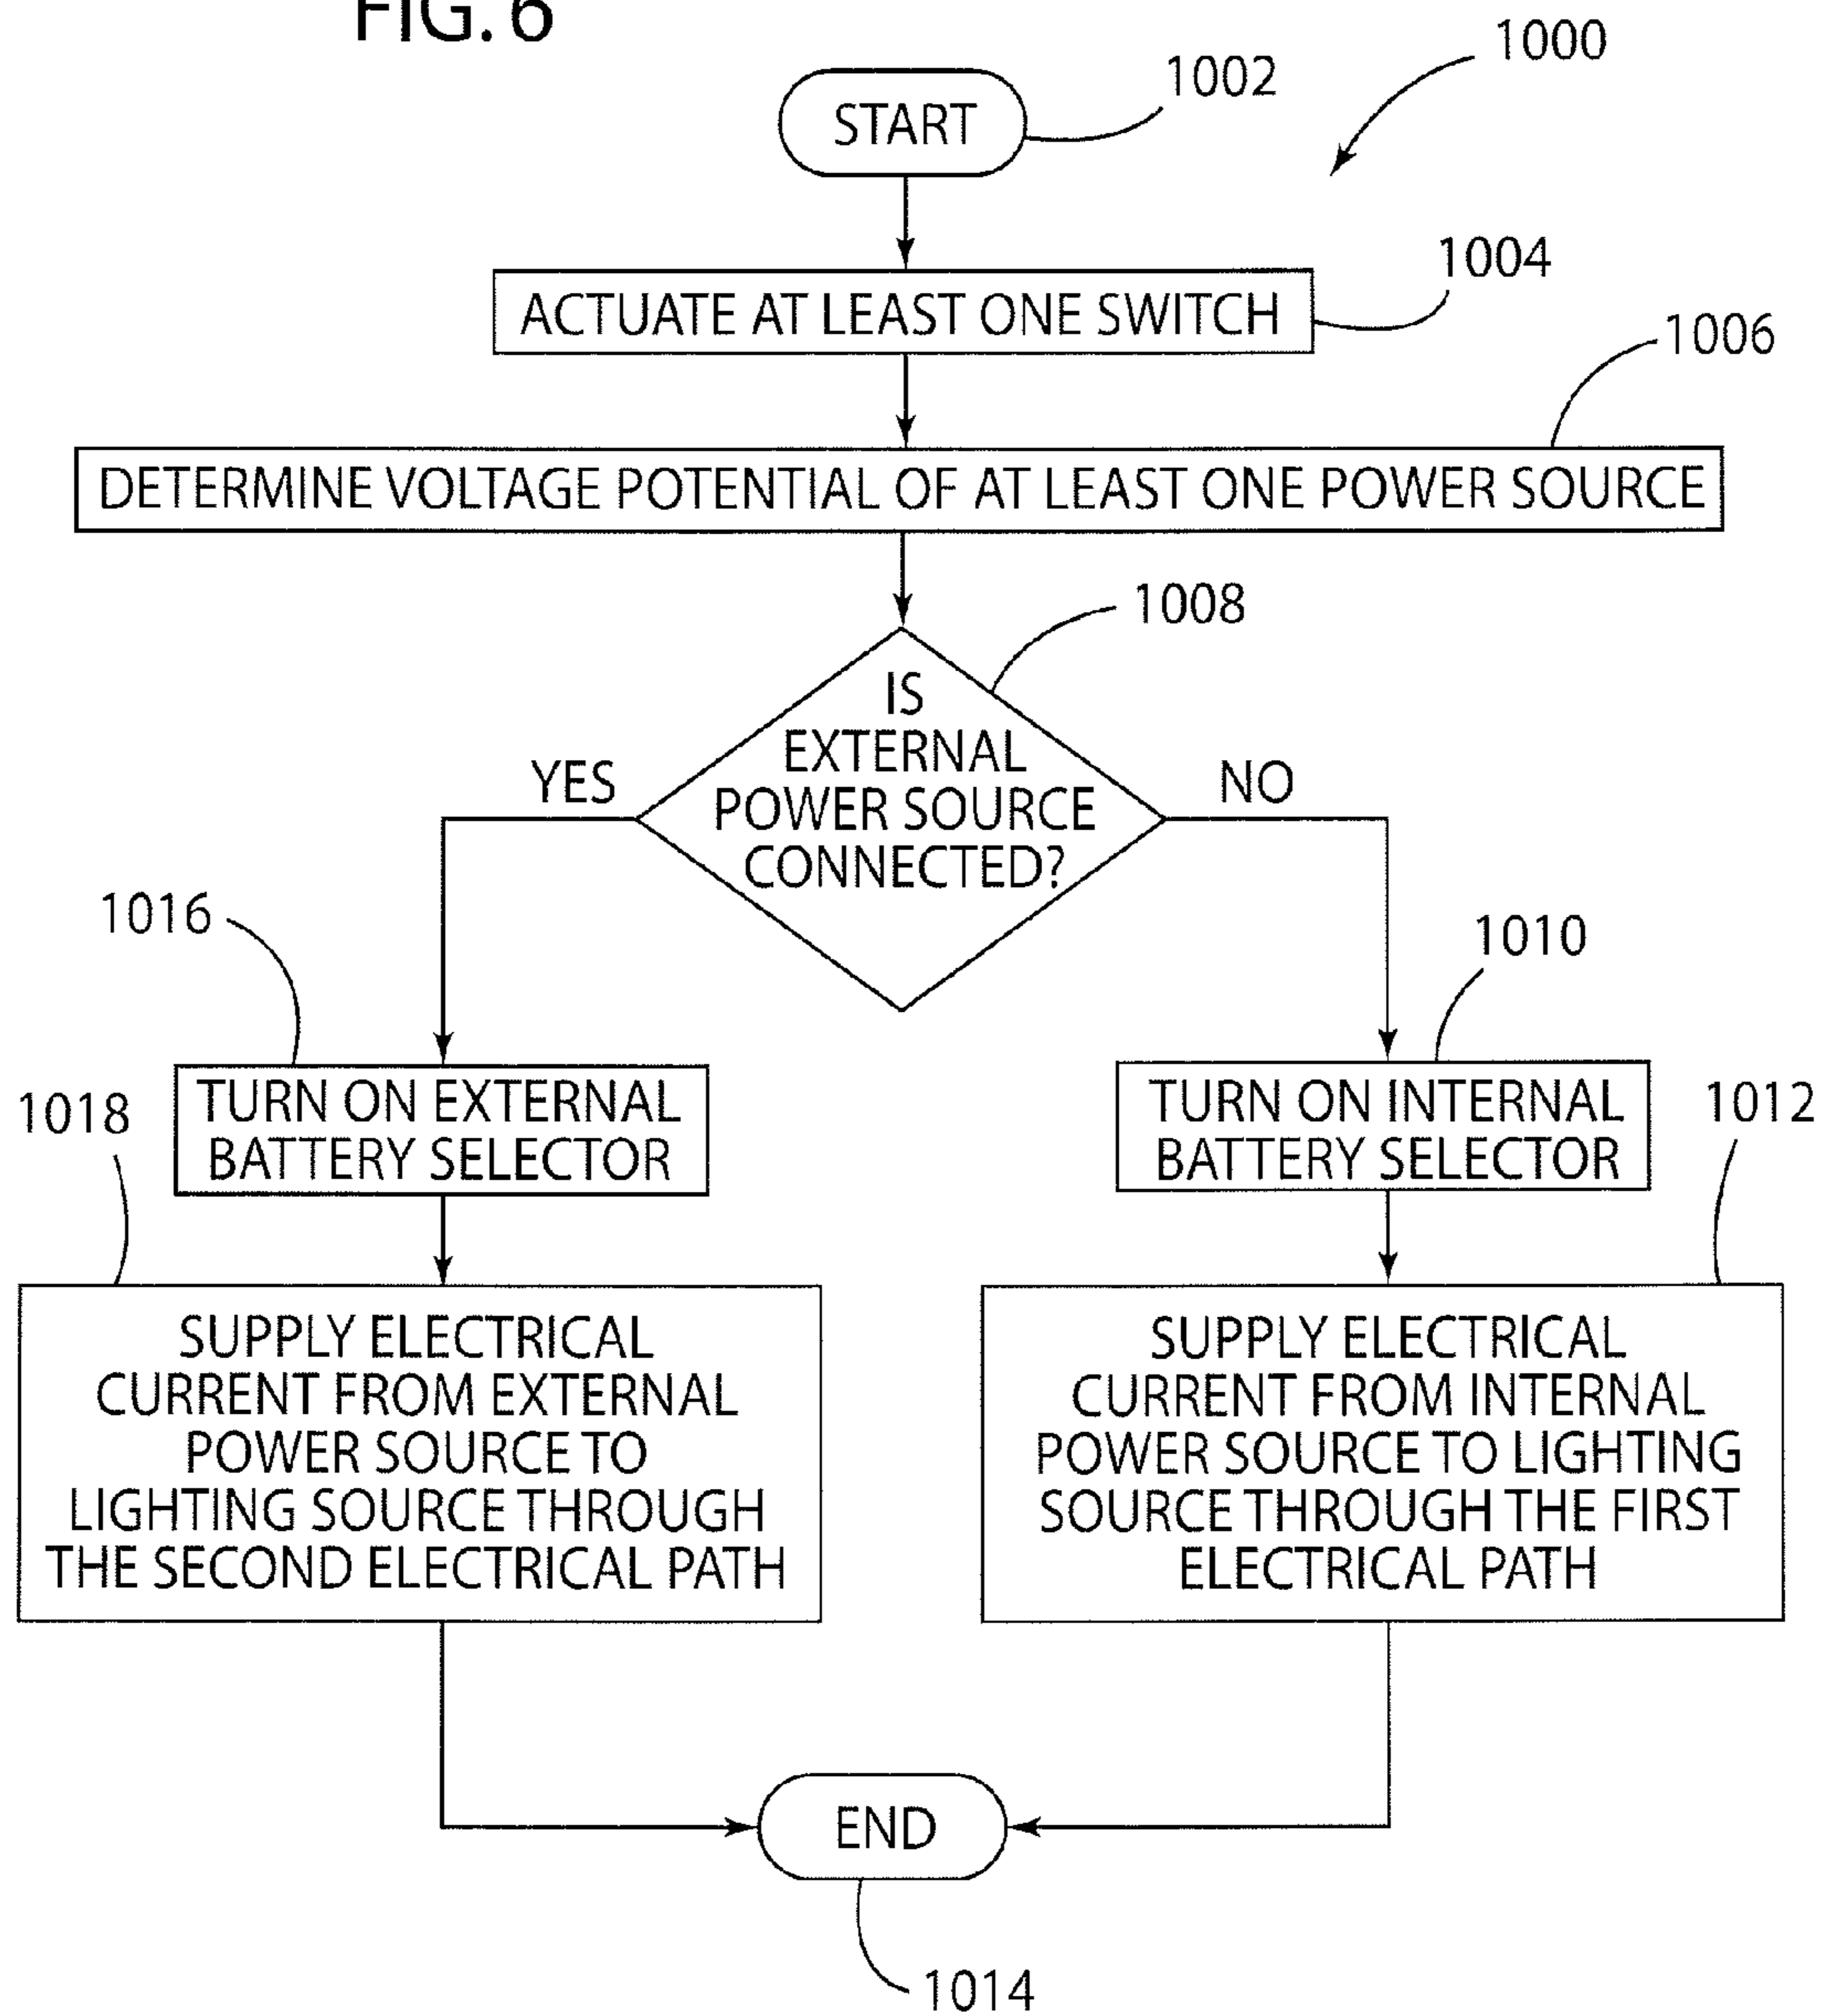 FIG. 6
1000
1002
START
1004
ACTUATE AT LEAST ONE SWITCH
1006
DETERMINE VOLTAGE POTENTIAL OF AT LEAST ONE POWER SOURCE
1008
IS
EXTERNAL
POWER SOURCE
CONNECTED?
YES
NO
1016
1010
TURN ON EXTERNAL
BATTERY SELECTOR
TURN ON INTERNAL
BATTERY SELECTOR
1018
1012
SUPPLY ELECTRICAL
CURRENT FROM EXTERNAL
POWER SOURCE TO
LIGHTING SOURCE THROUGH
THE SECOND ELECTRICAL PATH
SUPPLY ELECTRICAL
CURRENT FROM INTERNAL
POWER SOURCE TO LIGHTING
SOURCE THROUGH THE FIRST
ELECTRICAL PATH
END
1014